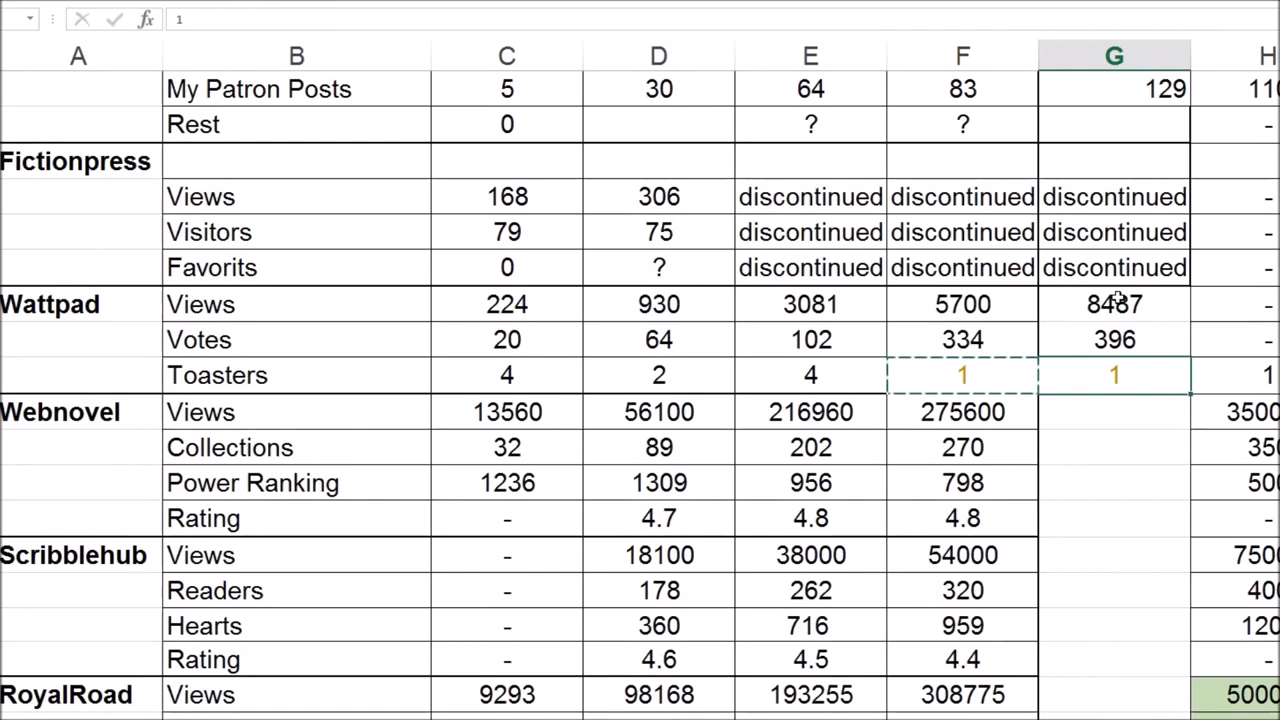 fx 1
A B C D E F G H
My Patron Posts 5 30 64 83 129
Rest 0 ? ? -
Fictionpress
Views 168 306 discontinued discontinued discontinued -
Visitors 79 75 discontinued discontinued discontinued -
Favorits 0 ? discontinued discontinued discontinued -
Wattpad Views 224 930 3081 5700 8487 -
Votes 20 64 102 334 396 -
Toasters 4 2 4 1 1 1
Webnovel Views 13560 56100 216960 275600
Collections 32 89 202 270
Power Ranking 1236 1309 956 798
Rating - 4.7 4.8 4.8 -
Scribblehub Views - 18100 38000 54000
Readers - 178 262 320
Hearts - 360 716 959
Rating - 4.6 4.5 4.4 -
RoyalRoad Views 9293 98168 193255 308775